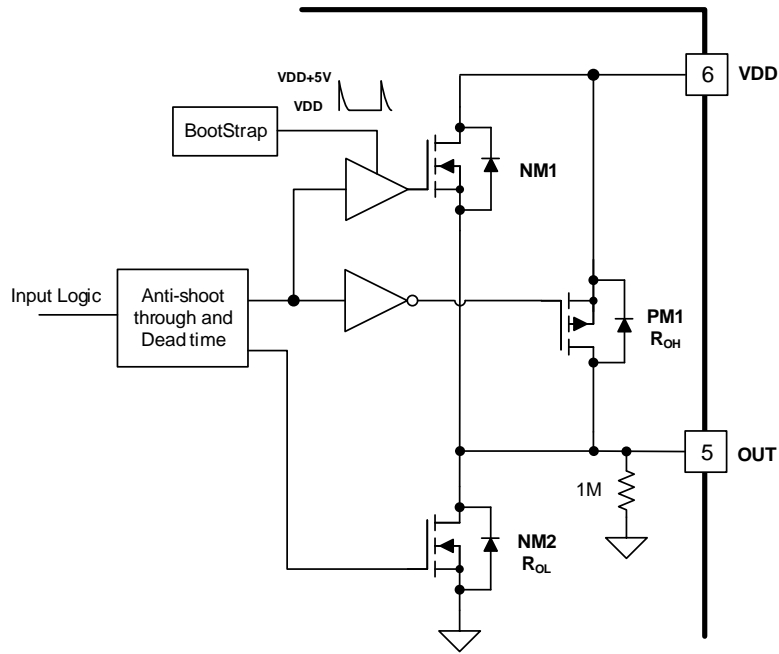 6 VDD
VDD+5V
VDD
BootStrap
NM1
Input Logic
Anti-shoot
through and
Dead time
PM1
ROH
5 OUT
1M
NM2
ROL